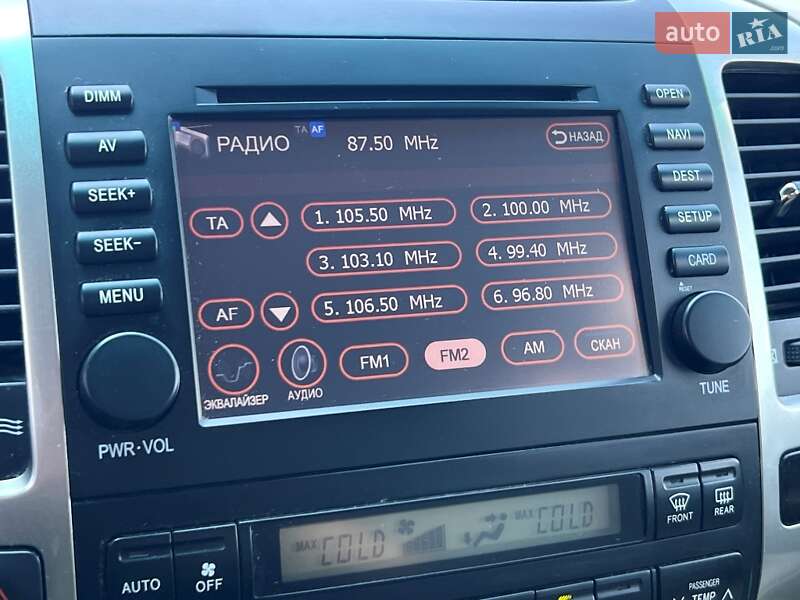 auto RIA .com
DIMM
AV
SEEK+
SEEK-
MENU
PWR·VOL
РАДИО TA AF 87.50 MHz НАЗАД
TA 1. 105.50 MHz 2. 100.00 MHz
3. 103.10 MHz 4. 99.40 MHz
AF 5. 106.50 MHz 6. 96.80 MHz
ЭКВАЛАЙЗЕР АУДИО FM1 FM2 AM СКАН
OPEN
NAVI
DEST.
SETUP
CARD
RESET
TUNE
MAX COLD MAX COLD
FRONT REAR
AUTO OFF
PASSENGER
TEMP